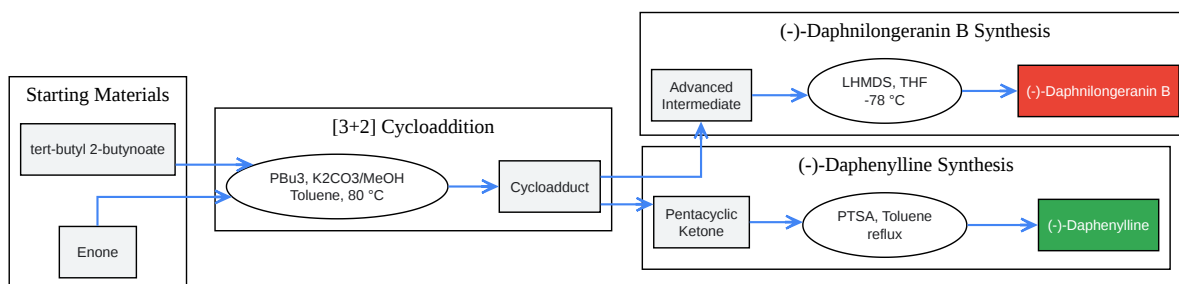 Starting Materials
tert-butyl 2-butynoate
Enone
[3+2] Cycloaddition
PBu3, K2CO3/MeOH
Toluene, 80 °C
Cycloadduct
(-)-Daphnilongeranin B Synthesis
Advanced
Intermediate
LHMDS, THF
-78 °C
(-)-Daphnilongeranin B
(-)-Daphenylline Synthesis
Pentacyclic
Ketone
PTSA, Toluene
reflux
(-)-Daphenylline